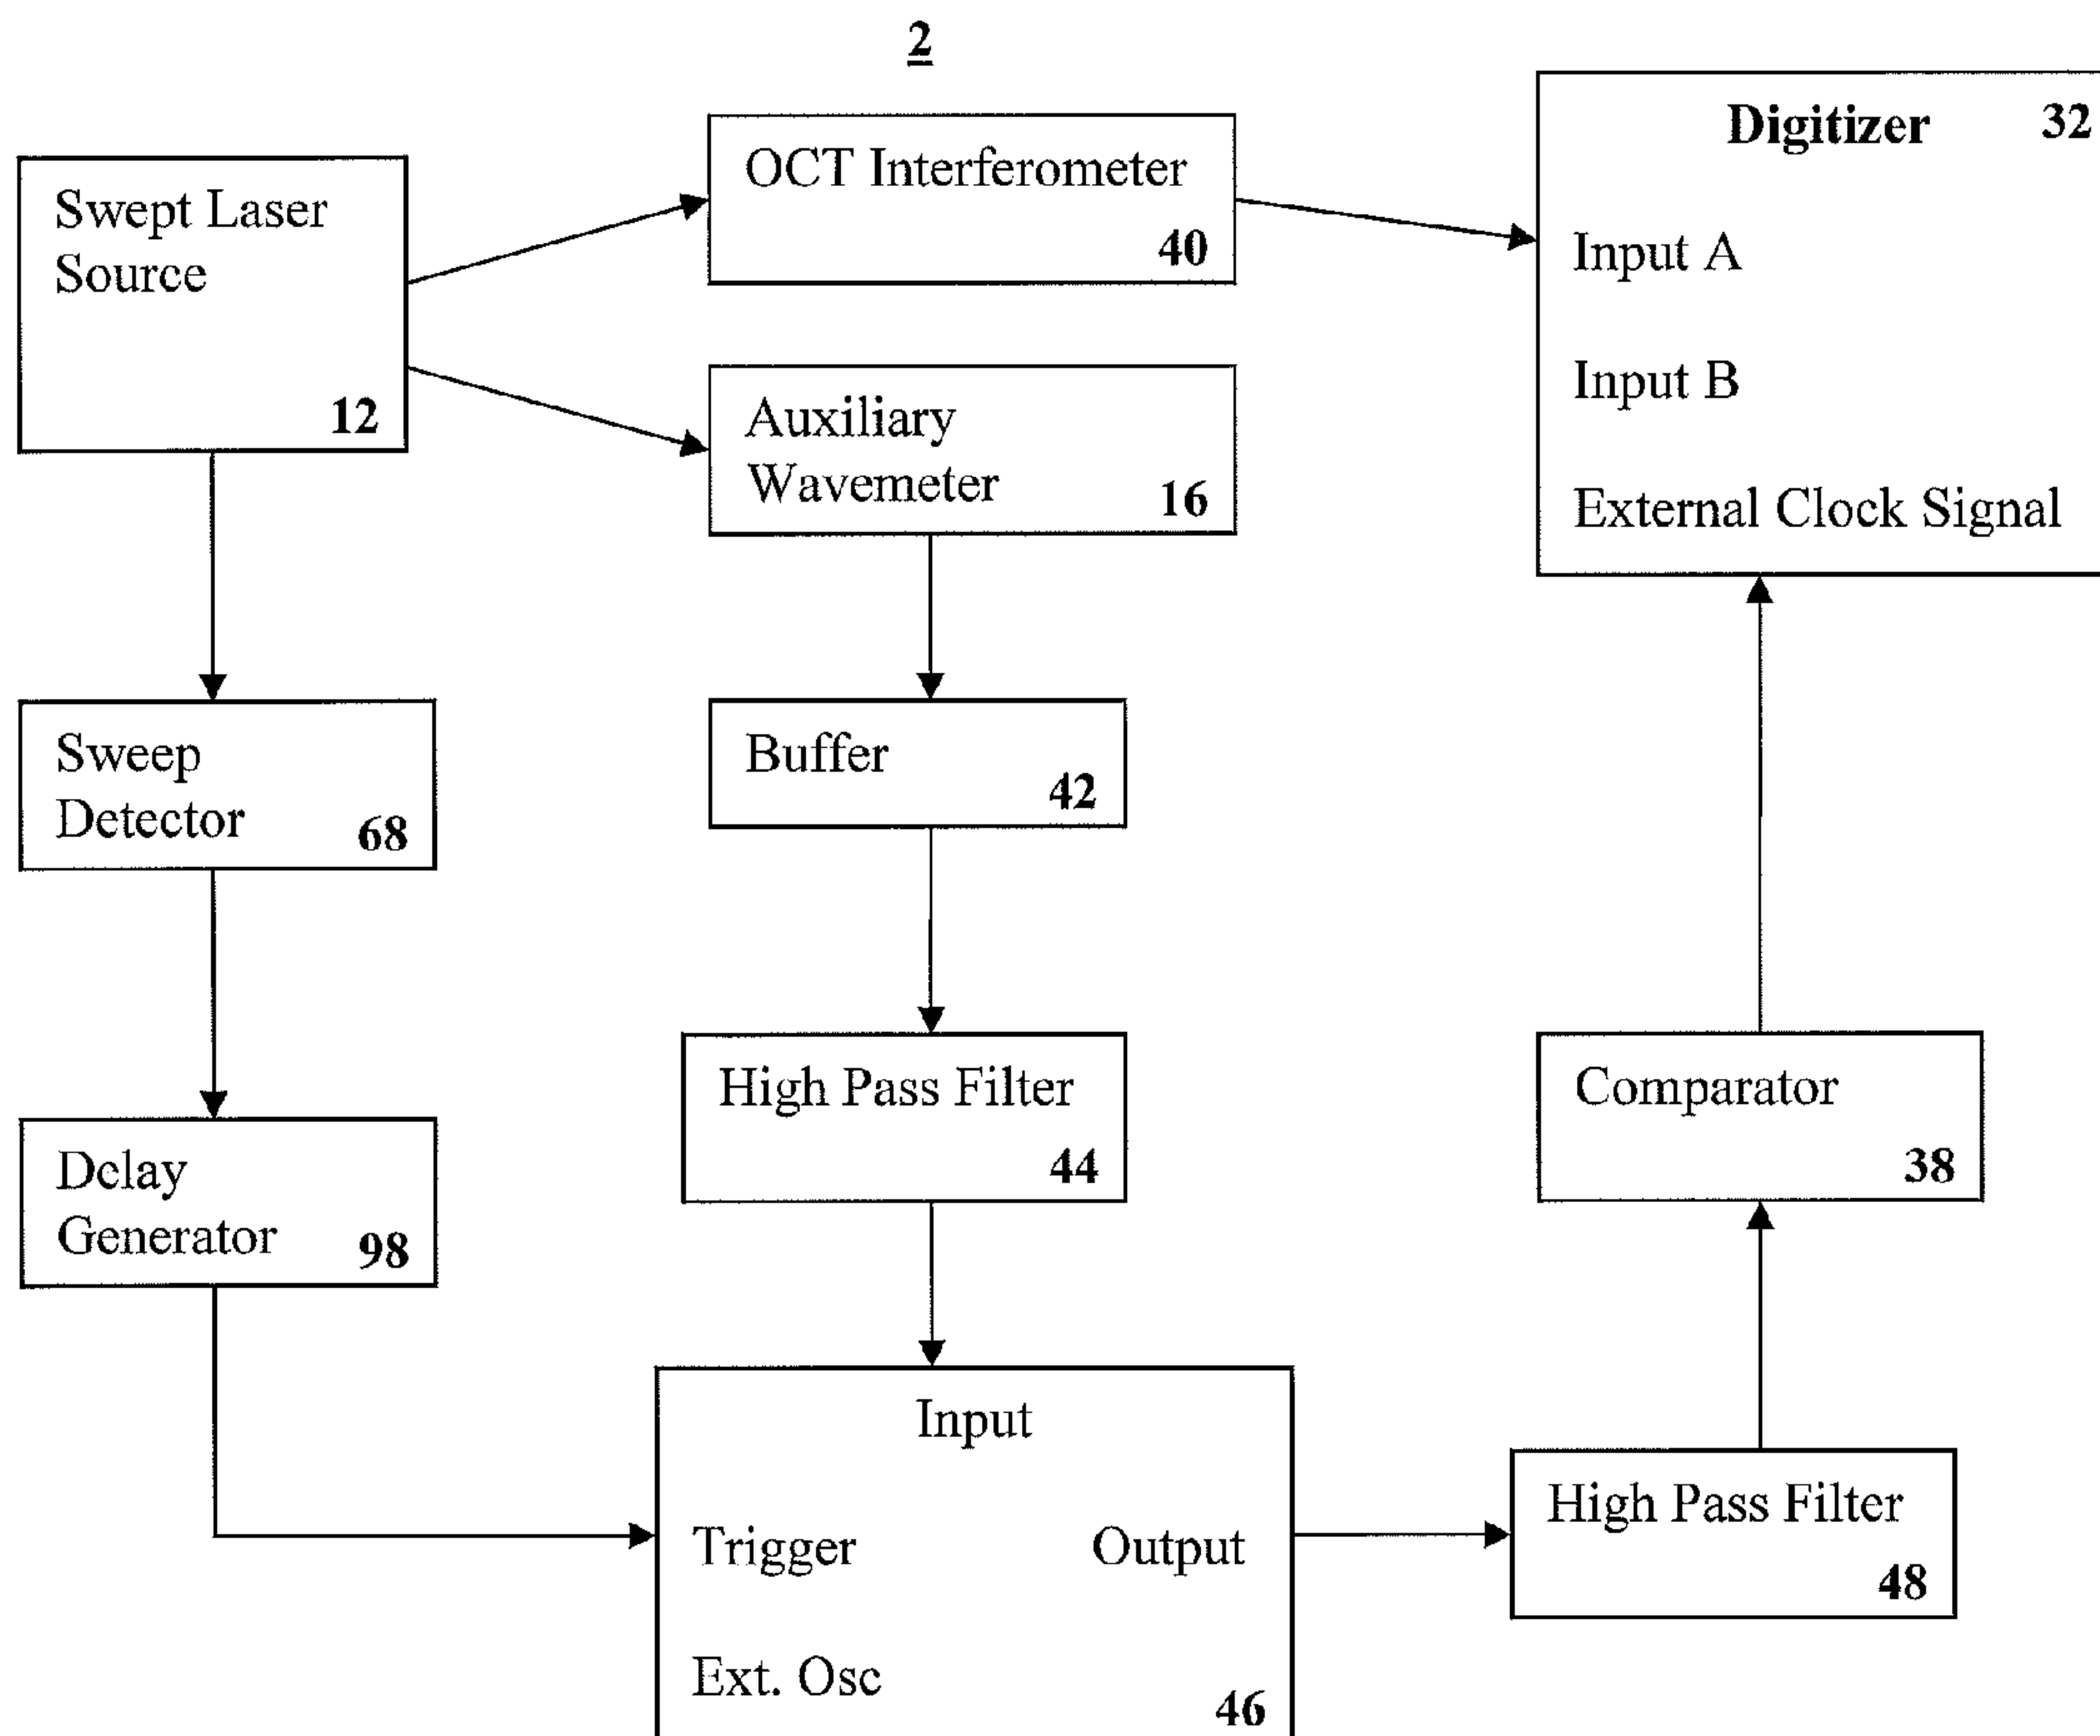 2
Swept Laser
Source
12
OCT Interferometer
40
Digitizer 32
Input A
Input B
External Clock Signal
Auxiliary
Wavemeter
16
Sweep
Detector
68
Buffer
42
Delay
Generator
98
High Pass Filter
44
Comparator
38
Input
Trigger Output
Ext. Osc
46
High Pass Filter
48